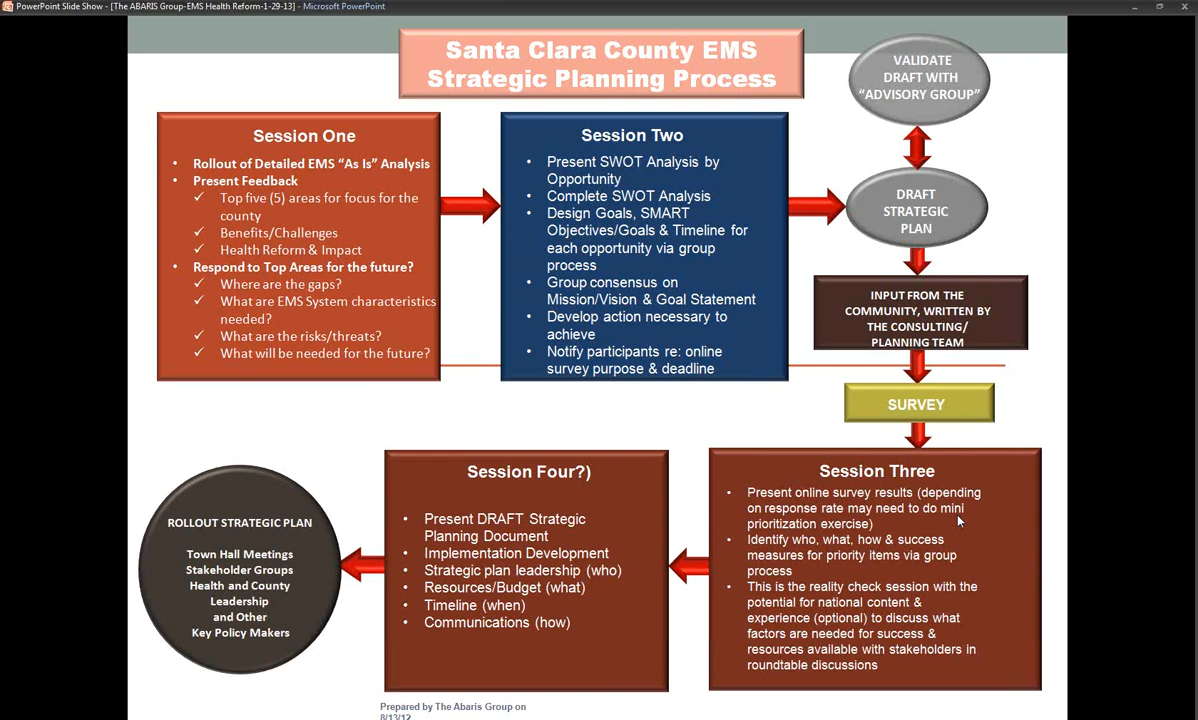 PowerPoint Slide Show - [The ABARIS Group-EMS Health Reform-1-29-13] - Microsoft PowerPoint
Santa Clara County EMS
Strategic Planning Process
VALIDATE
DRAFT WITH
“ADVISORY GROUP”
Session One
• Rollout of Detailed EMS “As Is” Analysis
• Present Feedback
✓ Top five (5) areas for focus for the
county
✓ Benefits/Challenges
✓ Health Reform & Impact
• Respond to Top Areas for the future?
✓ Where are the gaps?
✓ What are EMS System characteristics
needed?
✓ What are the risks/threats?
✓ What will be needed for the future?
Session Two
• Present SWOT Analysis by
Opportunity
• Complete SWOT Analysis
• Design Goals, SMART
Objectives/Goals & Timeline for
each opportunity via group
process
• Group consensus on
Mission/Vision & Goal Statement
• Develop action necessary to
achieve
• Notify participants re: online
survey purpose & deadline
DRAFT
STRATEGIC
PLAN
INPUT FROM THE
COMMUNITY, WRITTEN BY
THE CONSULTING/
PLANNING TEAM
SURVEY
Session Three
• Present online survey results (depending
on response rate may need to do mini
prioritization exercise)
• Identify who, what, how & success
measures for priority items via group
process
• This is the reality check session with the
potential for national content &
experience (optional) to discuss what
factors are needed for success &
resources available with stakeholders in
roundtable discussions
Session Four?)
• Present DRAFT Strategic
Planning Document
• Implementation Development
• Strategic plan leadership (who)
• Resources/Budget (what)
• Timeline (when)
• Communications (how)
ROLLOUT STRATEGIC PLAN
Town Hall Meetings
Stakeholder Groups
Health and County
Leadership
and Other
Key Policy Makers
Prepared by The Abaris Group on
8/13/12